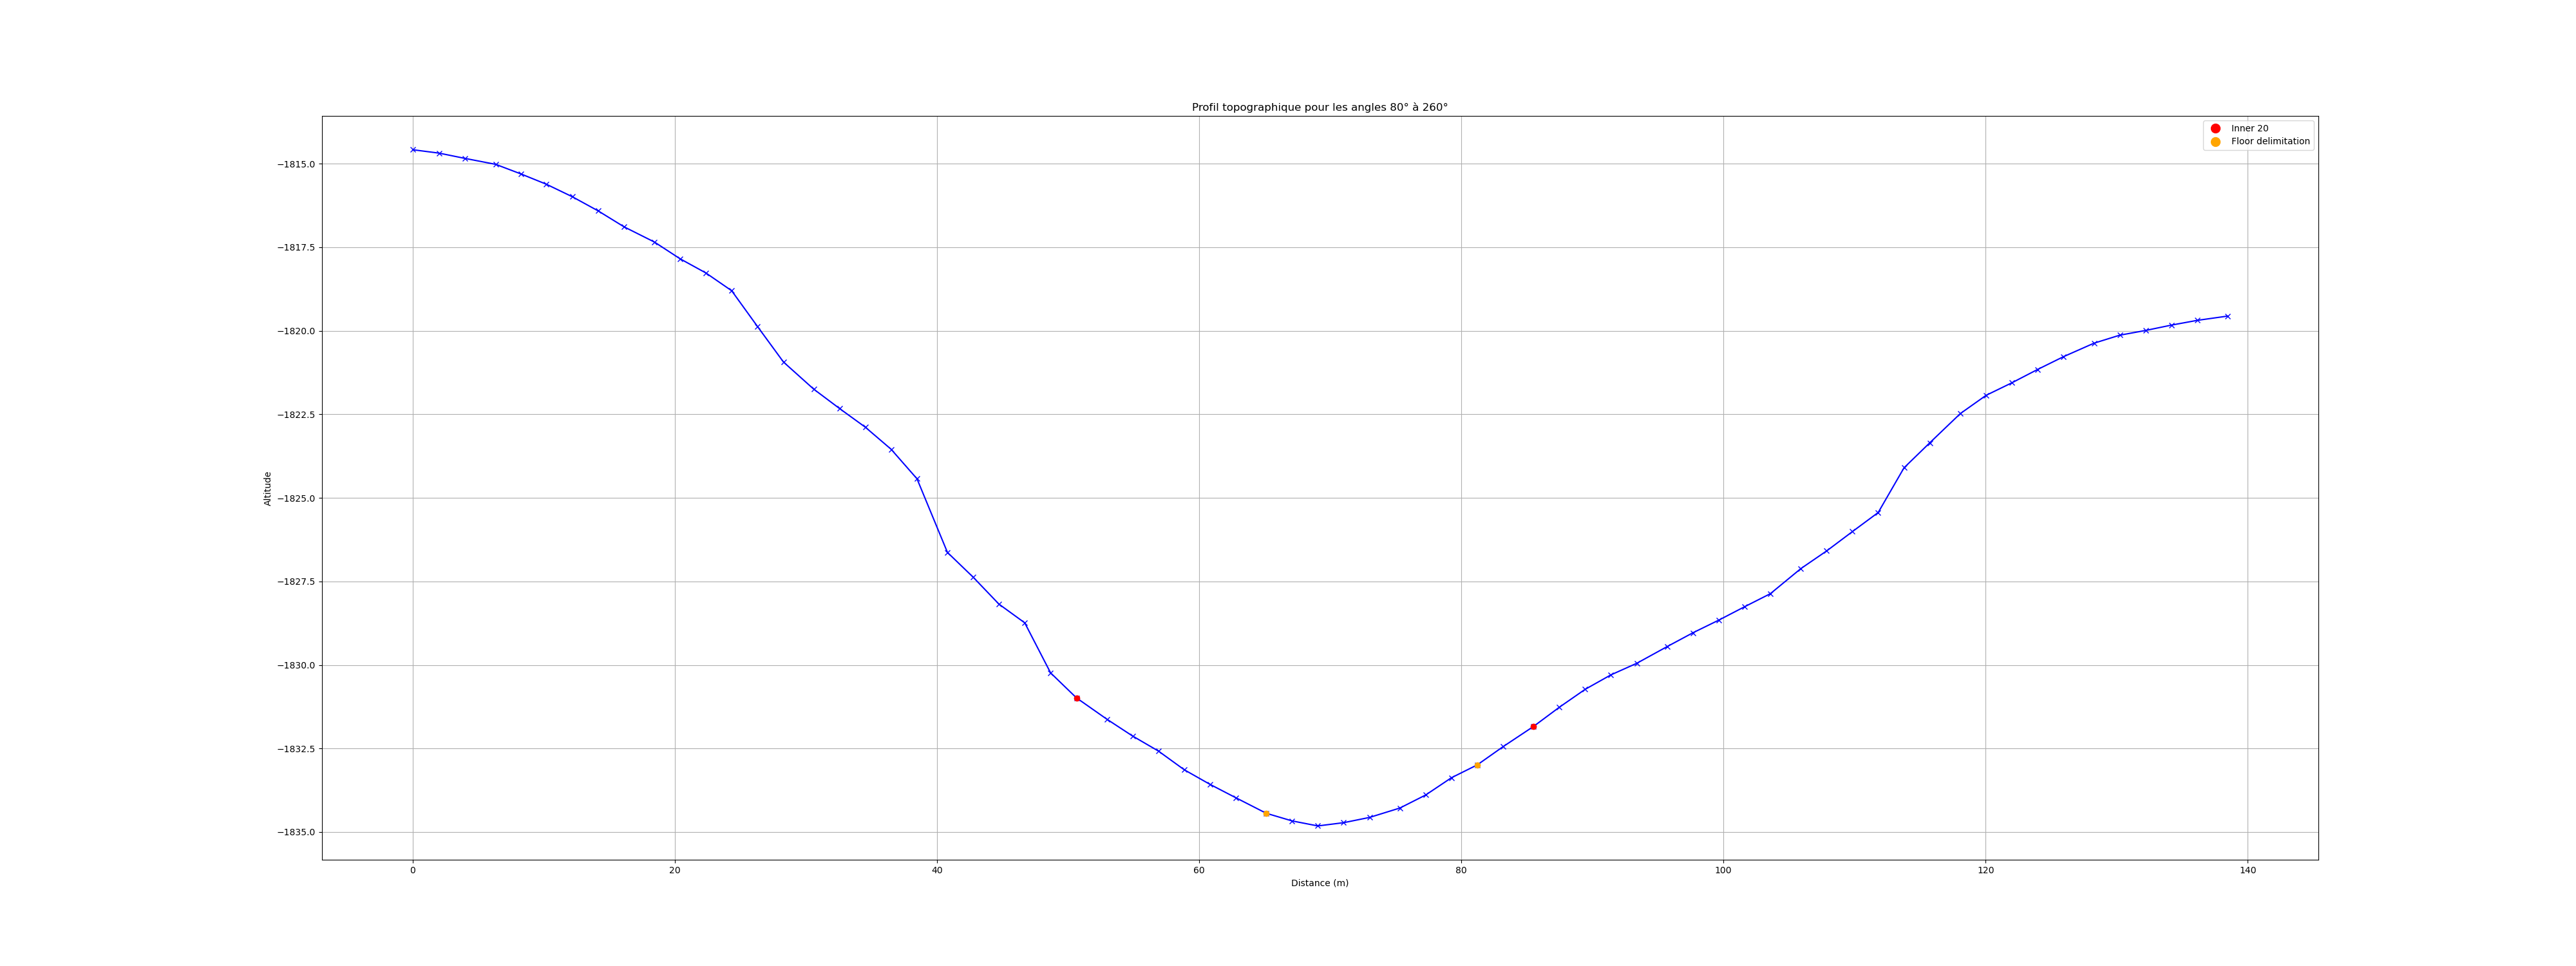 Profil topographique pour les angles 80° à 260°
Inner 20
Floor delimitation
−1815.0
−1817.5
−1820.0
−1822.5
−1825.0
−1827.5
−1830.0
−1832.5
−1835.0
Altitude
0 20 40 60 80 100 120 140
Distance (m)